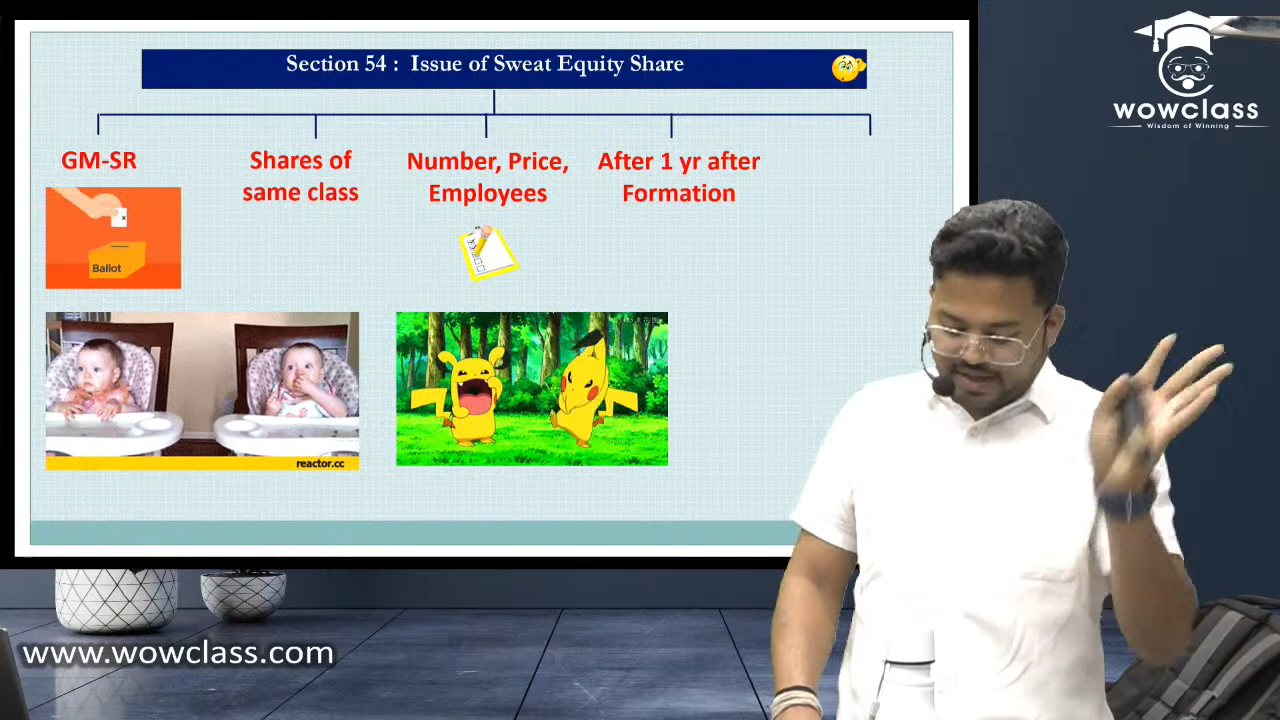 Section 54 : Issue of Sweat Equity Share
GM-SR
Shares of
same class
Number, Price,
Employees
After 1 yr after
Formation
Ballot
reactor.cc
wowclass
Wisdom of Winning
www.wowclass.com